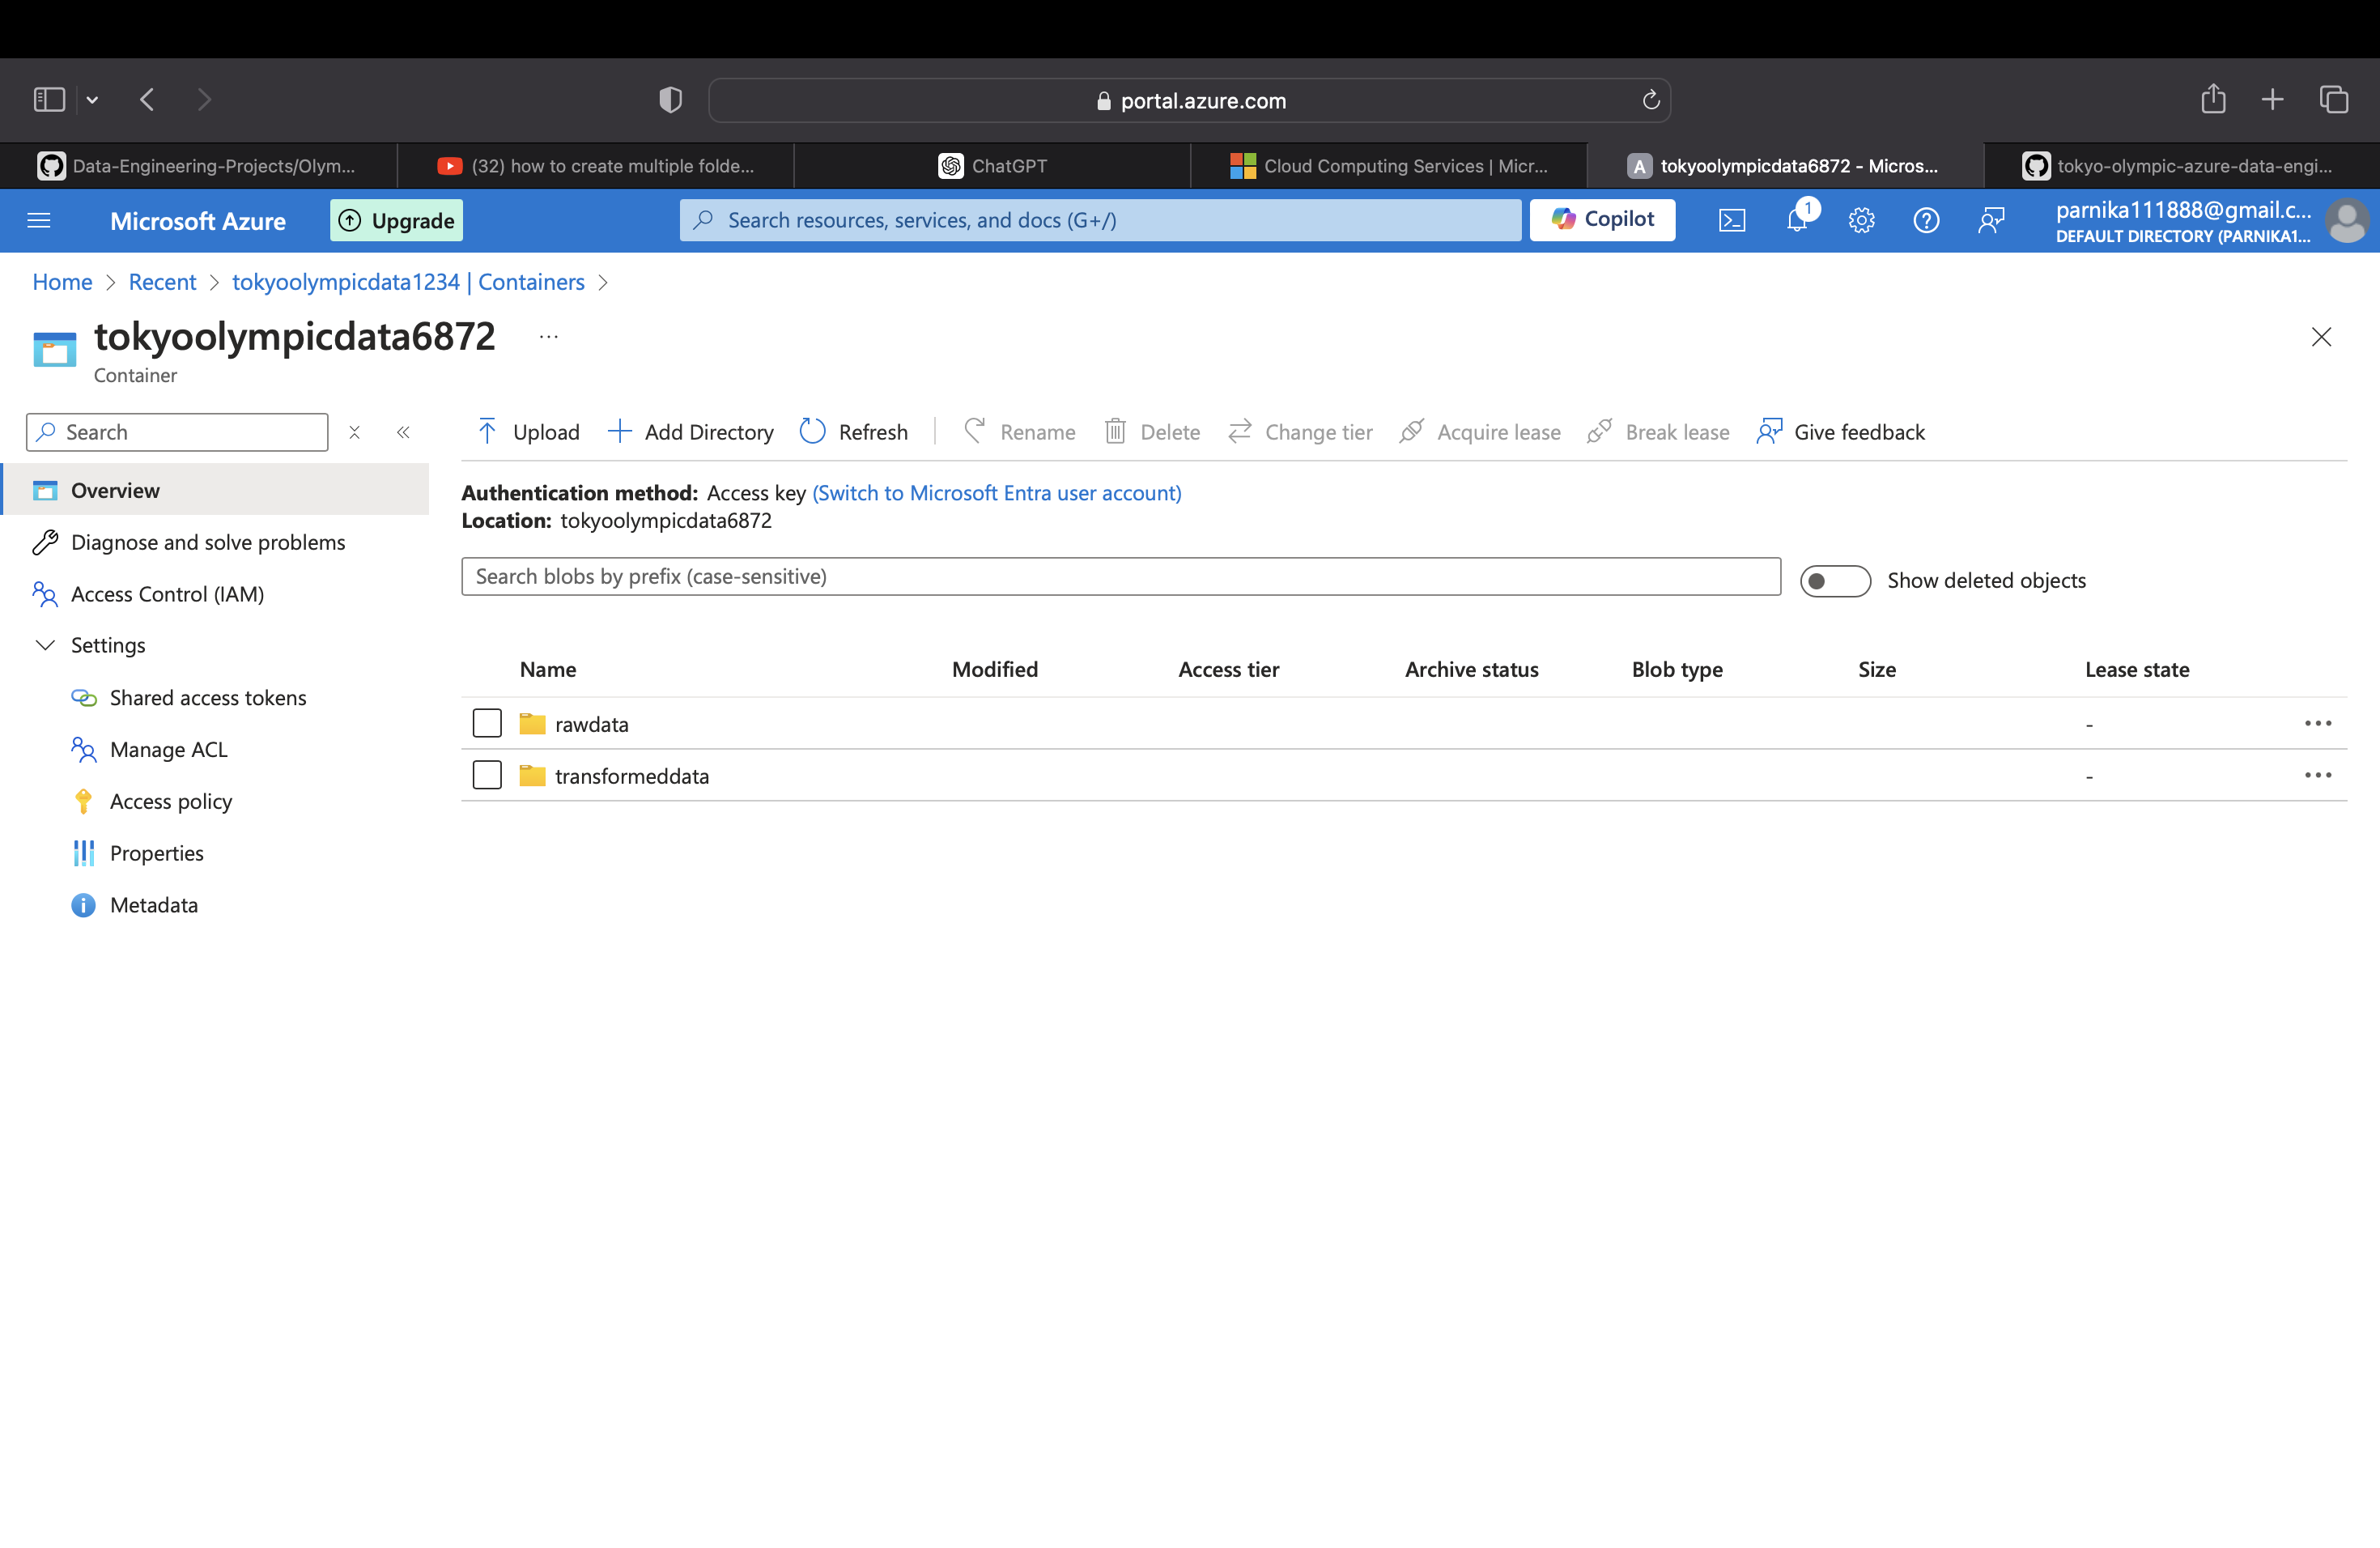 portal.azure.com
Data-Engineering-Projects/Olym...
(32) how to create multiple folde...
ChatGPT
Cloud Computing Services | Micr...
A tokyoolympicdata6872 - Micros...
tokyo-olympic-azure-data-engi...
Microsoft Azure
Upgrade
Search resources, services, and docs (G+/)
Copilot
1
parnika111888@gmail.c...
DEFAULT DIRECTORY (PARNIKA1...
Home > Recent > tokyoolympicdata1234 | Containers >
tokyoolympicdata6872 ...
Container
Search
Upload
Add Directory
Refresh
Rename
Delete
Change tier
Acquire lease
Break lease
Give feedback
Overview
Diagnose and solve problems
Access Control (IAM)
Settings
Shared access tokens
Manage ACL
Access policy
Properties
Metadata
Authentication method: Access key (Switch to Microsoft Entra user account)
Location: tokyoolympicdata6872
Search blobs by prefix (case-sensitive)
Show deleted objects
Name Modified Access tier Archive status Blob type Size Lease state
rawdata -
transformeddata -